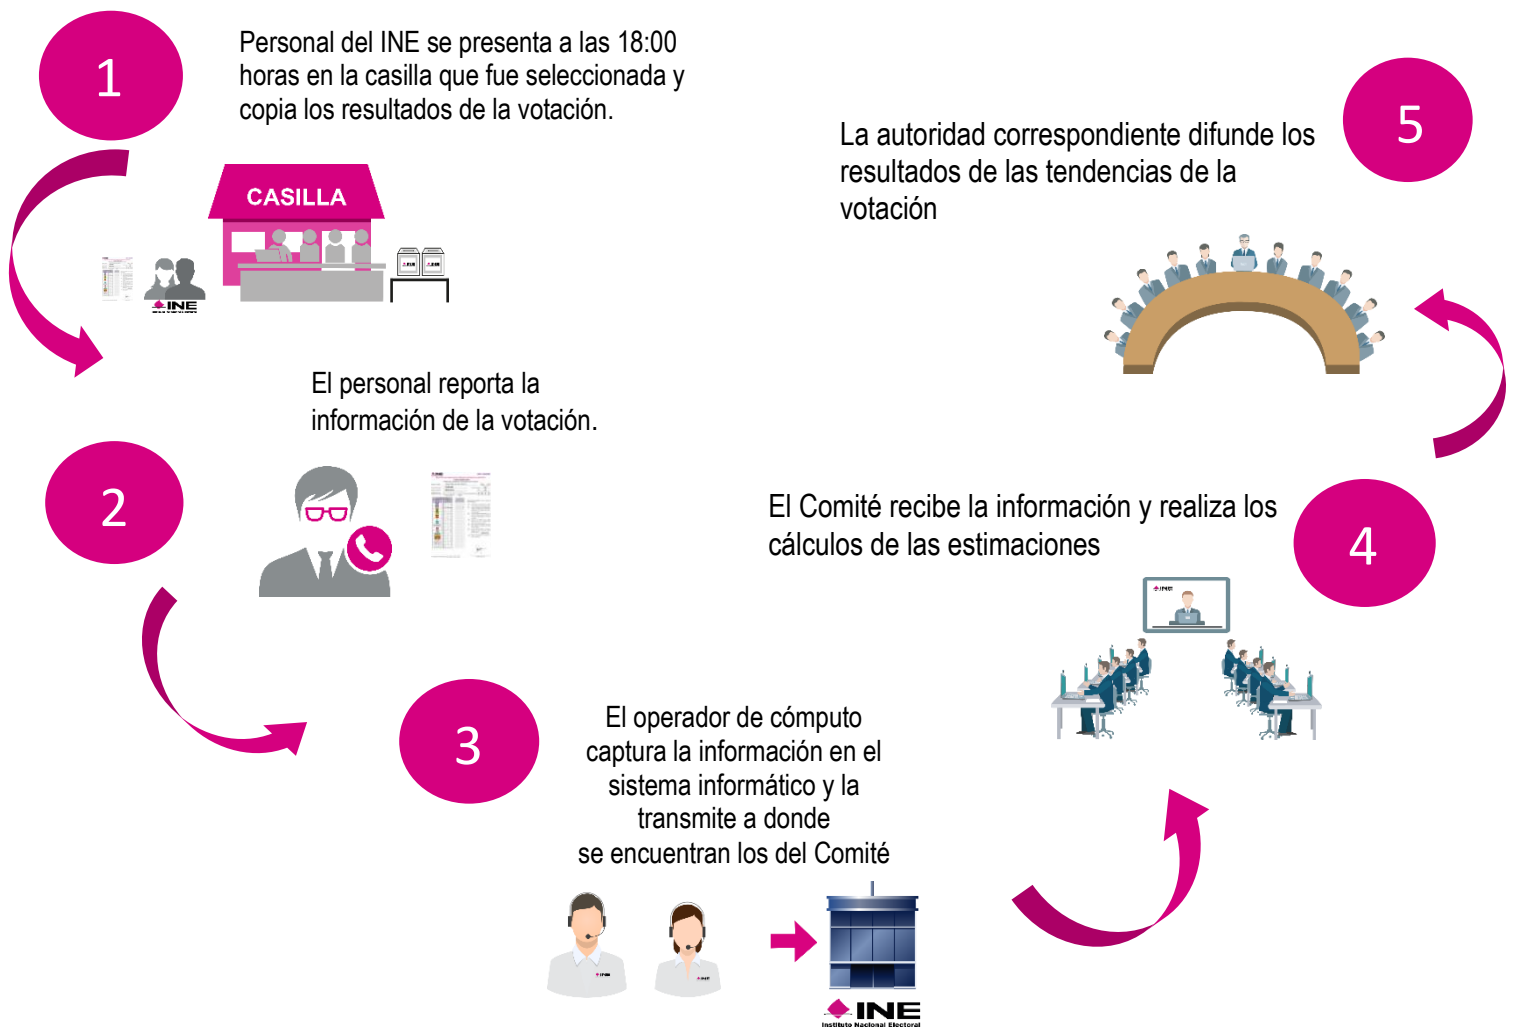 1
Personal del INE se presenta a las 18:00
horas en la casilla que fue seleccionada y
copia los resultados de la votación.
CASILLA
INE
El personal reporta la
información de la votación.
2
3
El operador de cómputo
captura la información en el
sistema informático y la
transmite a donde
se encuentran los del Comité
INE
Instituto Nacional Electoral
El Comité recibe la información y realiza los
cálculos de las estimaciones
4
La autoridad correspondiente difunde los
resultados de las tendencias de la
votación
5